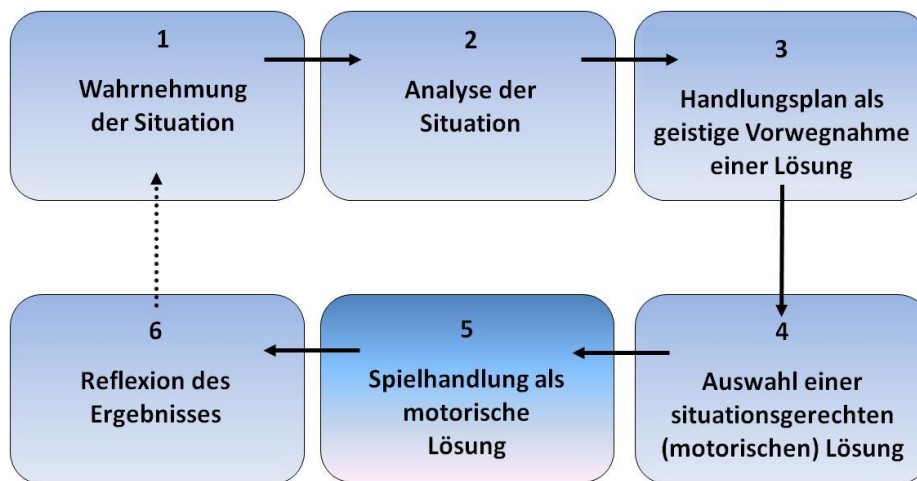 1
Wahrnehmung
der Situation
2
Analyse der
Situation
3
Handlungsplan als
geistige Vorwegnahme
einer Lösung
4
Auswahl einer
situationsgerechten
(motorischen) Lösung
5
Spielhandlung als
motorische
Lösung
6
Reflexion des
Ergebnisses